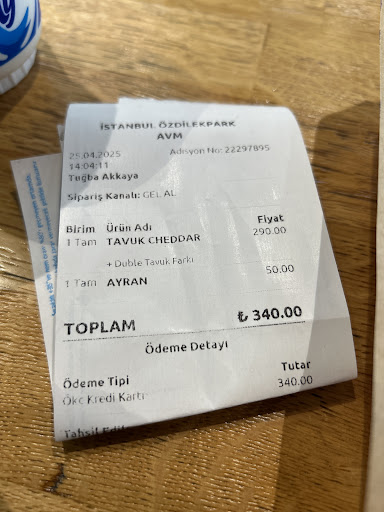 İSTANBUL ÖZDİLEKPARK
AVM
25.04.2025 Adisyon No: 22297895
14:04:11
Tuğba Akkaya
Sipariş Kanalı: GEL AL
Birim Ürün Adı Fiyat
1 Tam TAVUK CHEDDAR 290.00
+ Duble Tavuk Farkı
1 Tam AYRAN 50.00
TOPLAM ₺ 340.00
Ödeme Detayı
Ödeme Tipi Tutar
Ökc Kredi Kartı 340.00